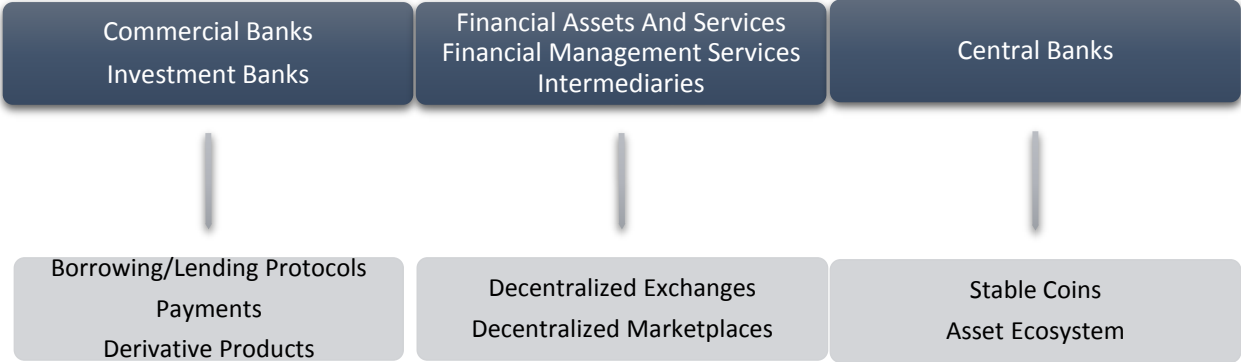 Commercial Banks
Investment Banks
Financial Assets And Services
Financial Management Services
Intermediaries
Central Banks
Borrowing/Lending Protocols
Payments
Derivative Products
Decentralized Exchanges
Decentralized Marketplaces
Stable Coins
Asset Ecosystem